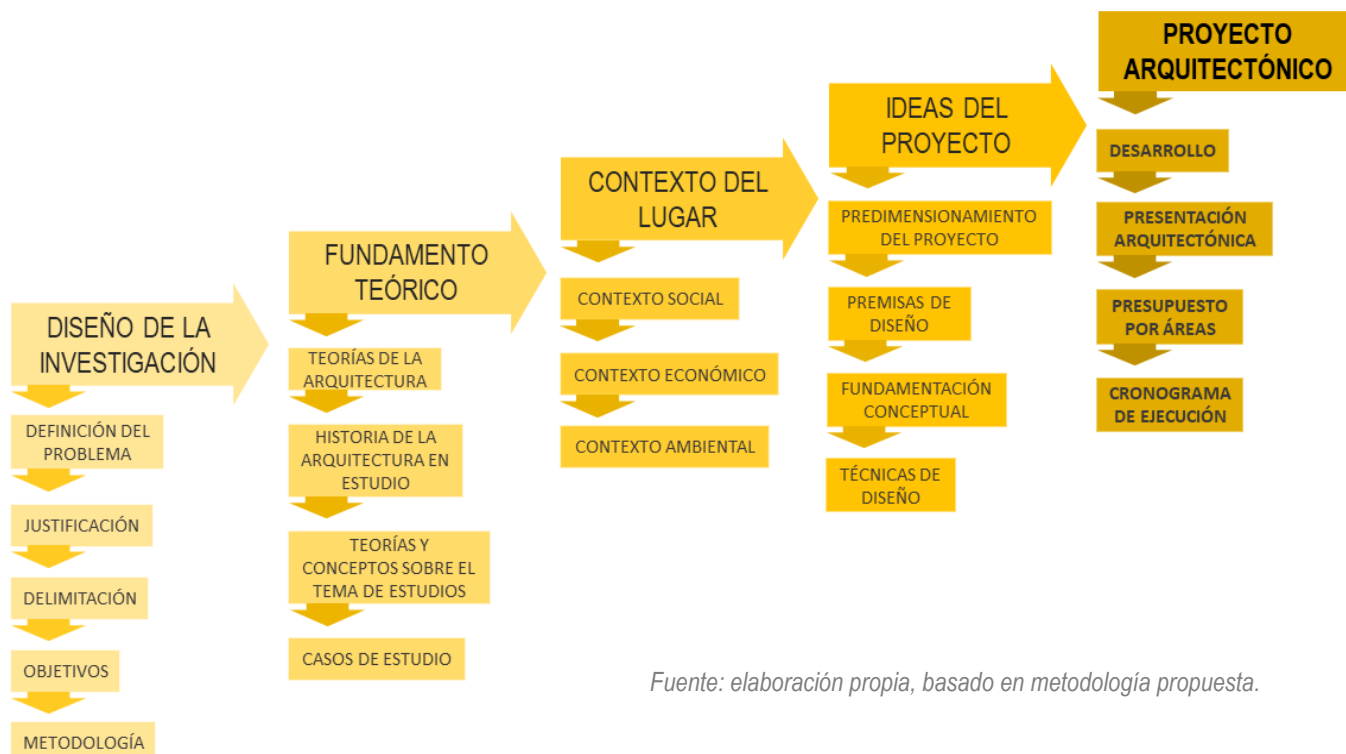 DISEÑO DE LA
INVESTIGACIÓN
DEFINICIÓN DEL
PROBLEMA
JUSTIFICACIÓN
DELIMITACIÓN
OBJETIVOS
METODOLOGÍA
FUNDAMENTO
TEÓRICO
TEORÍAS DE LA
ARQUITECTURA
HISTORIA DE LA
ARQUITECTURA EN
ESTUDIO
TEORÍAS Y
CONCEPTOS SOBRE EL
TEMA DE ESTUDIOS
CASOS DE ESTUDIO
CONTEXTO DEL
LUGAR
CONTEXTO SOCIAL
CONTEXTO ECONÓMICO
CONTEXTO AMBIENTAL
IDEAS DEL
PROYECTO
PREDIMENSIONAMIENTO
DEL PROYECTO
PREMISAS DE
DISEÑO
FUNDAMENTACIÓN
CONCEPTUAL
TÉCNICAS DE
DISEÑO
PROYECTO
ARQUITECTÓNICO
DESARROLLO
PRESENTACIÓN
ARQUITECTÓNICA
PRESUPUESTO
POR ÁREAS
CRONOGRAMA
DE EJECUCIÓN
Fuente: elaboración propia, basado en metodología propuesta.